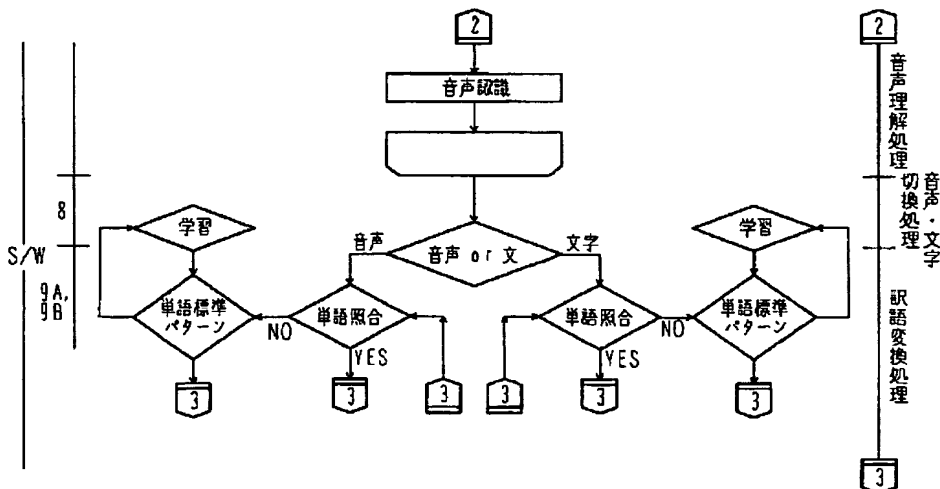 2
2
音声認識
音声理解処理
音声・文字
切換処理
8
学習
学習
音声
音声 or 文
文字
S/W
9A,
9B
単語標準
パターン
NO
単語照合
単語照合
NO
単語標準
パターン
訳語変換処理
YES
YES
3
3
3
3
3
3
3